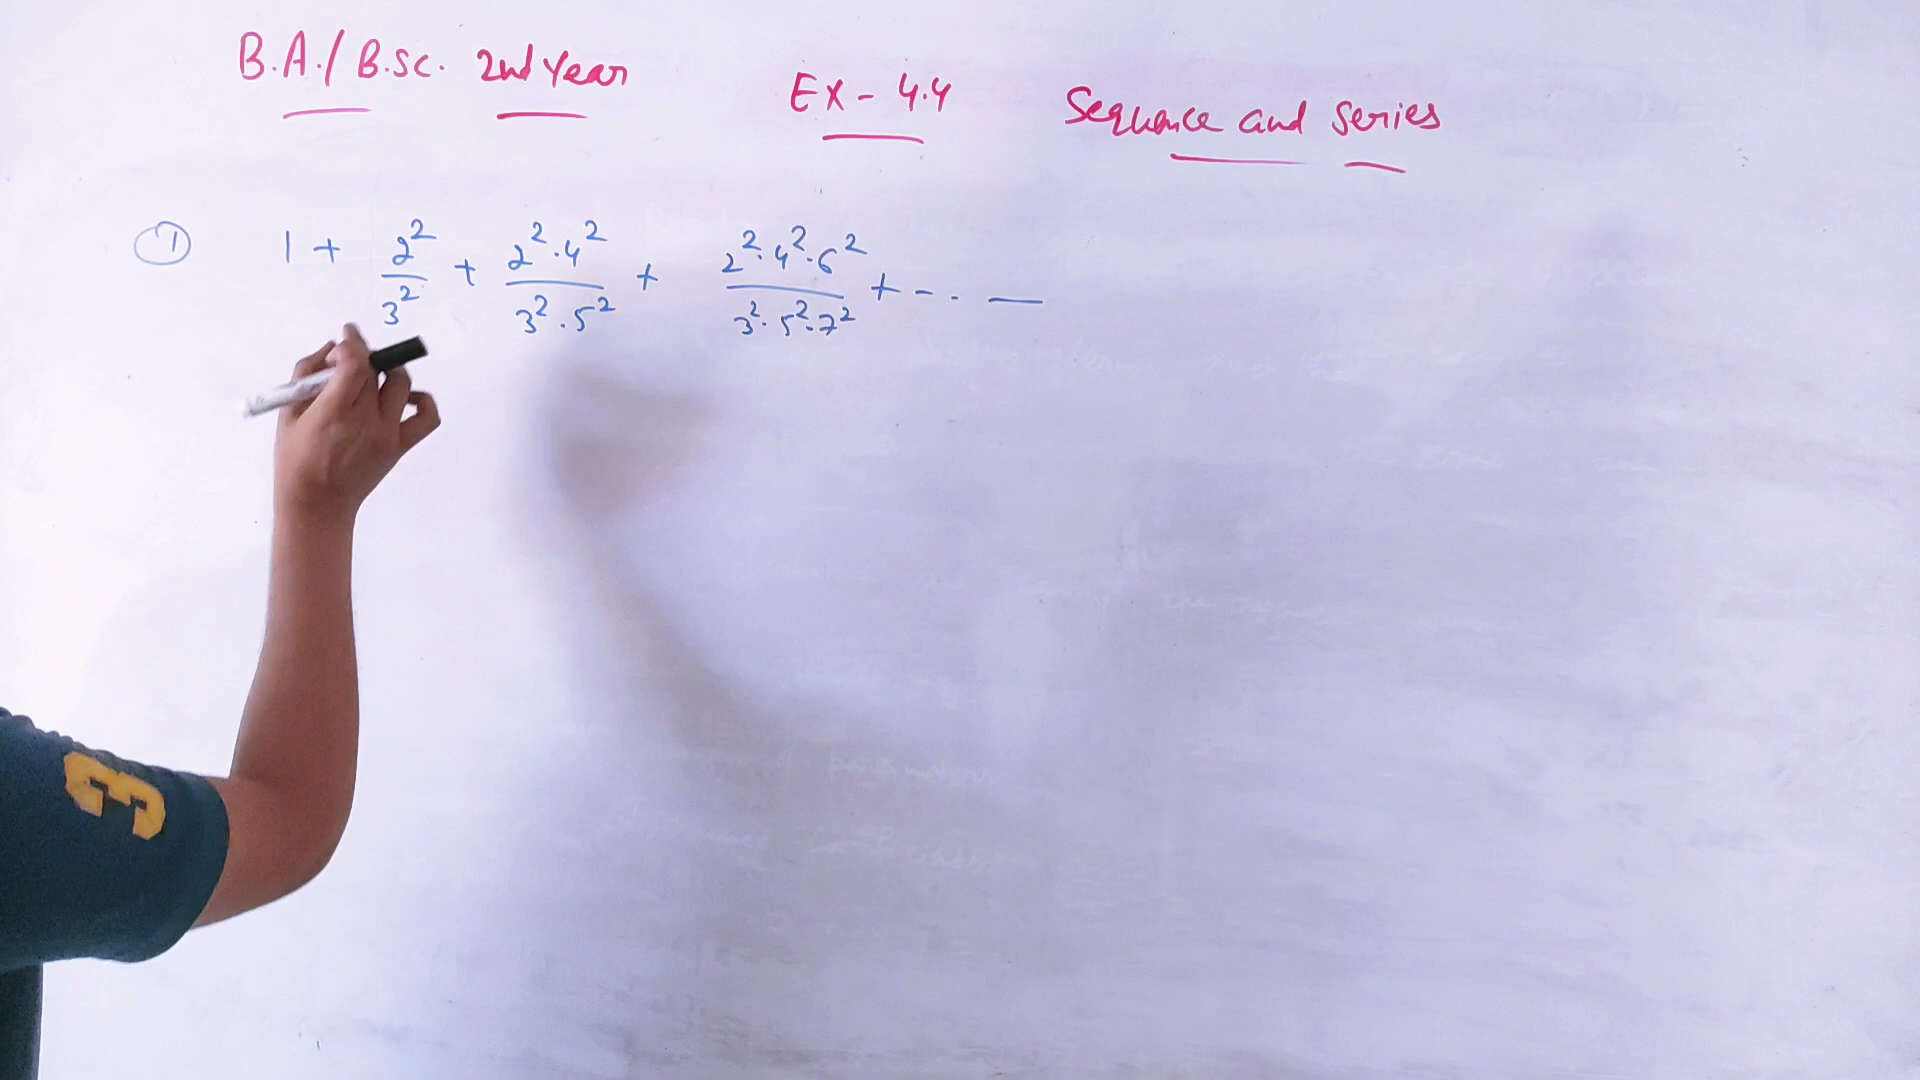 B.A./B.Sc. 2nd Year Ex - 4.4 Sequence and Series
① 1 + 2²/3² + 2².4²/3².5² + 2².4².6²/3².5².7² + - . . —
3